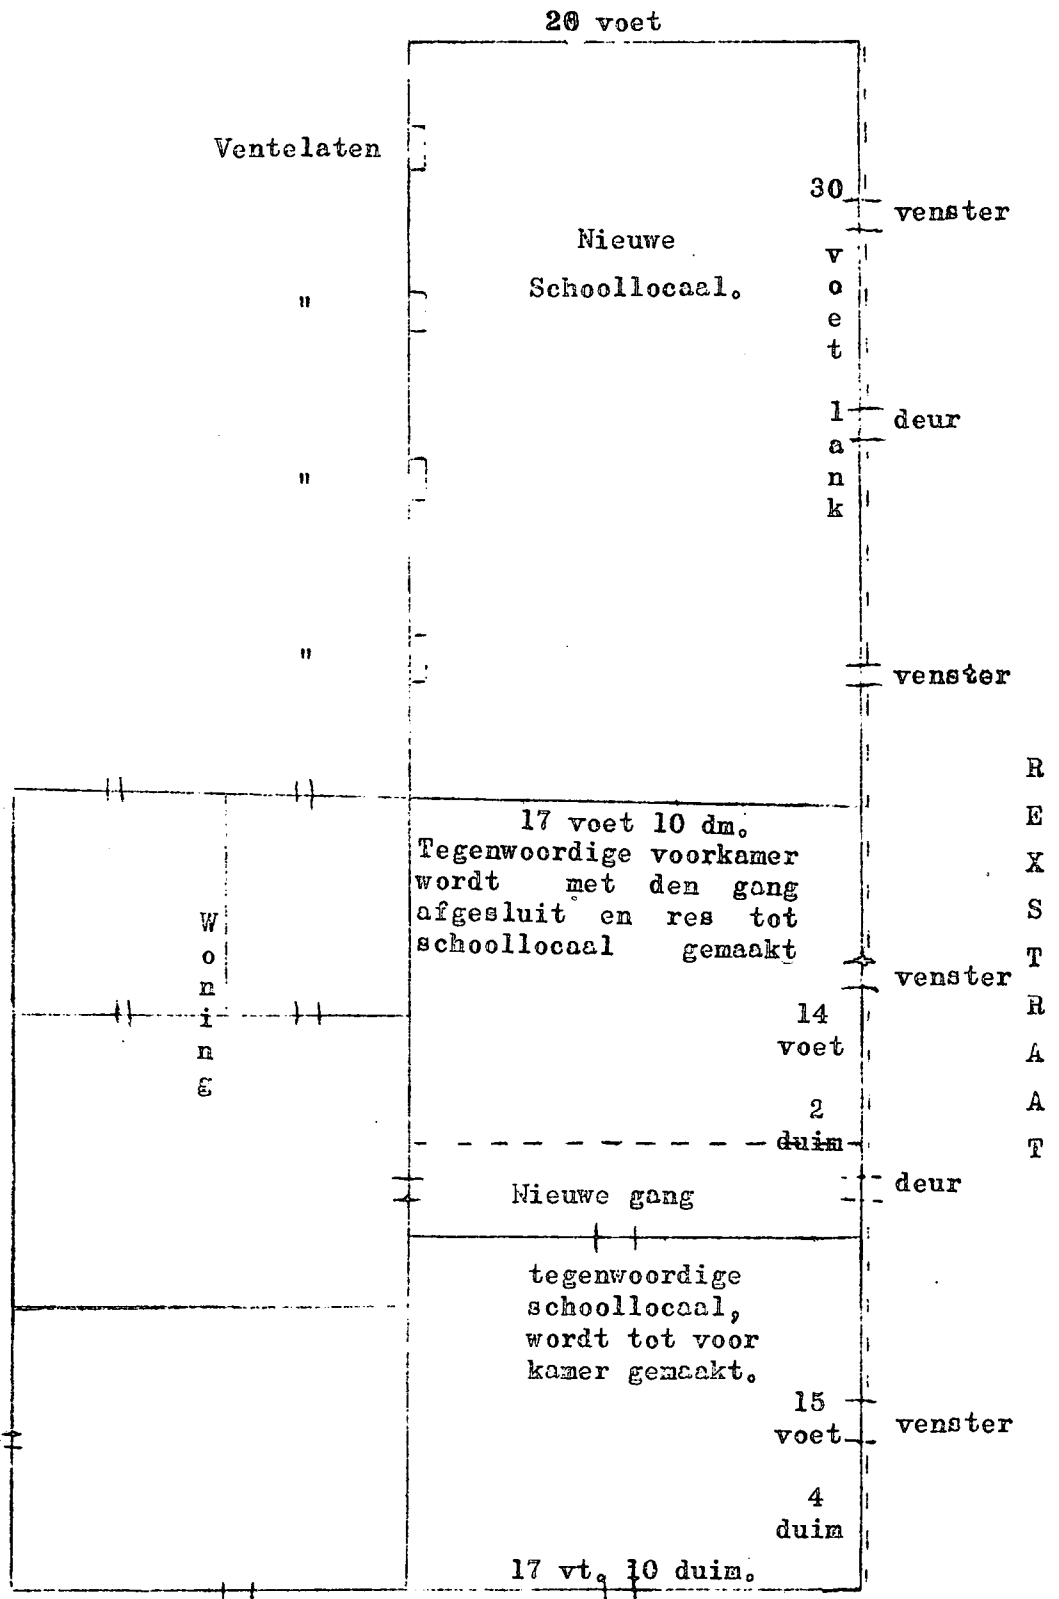 20 voet
Ventelaten
30
venster
Nieuwe
voet
Schoollocaal.
"
lank
deur
"
"
venster
REXSTRAAT
17 voet 10 dm.
Tegenwoordige voorkamer
wordt met den gang
afgesluit en res tot
schoollocaal gemaakt
Woning
venster
14
voet
2
duim
deur
Nieuwe gang
tegenwoordige
schoollocaal,
wordt tot voor
kamer gemaakt.
15
voet
venster
4
duim
17 vt. 10 duim.